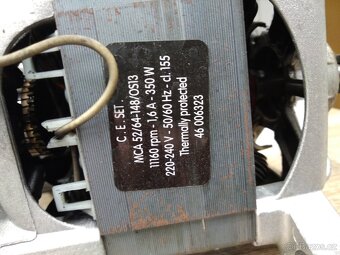 C. E. SET.
MCA 52/64-148/OS13
11160 rpm - 1,6 A - 350 W
220-240 V - 50/60 Hz - cl. 155
Thermally protected
46 006323